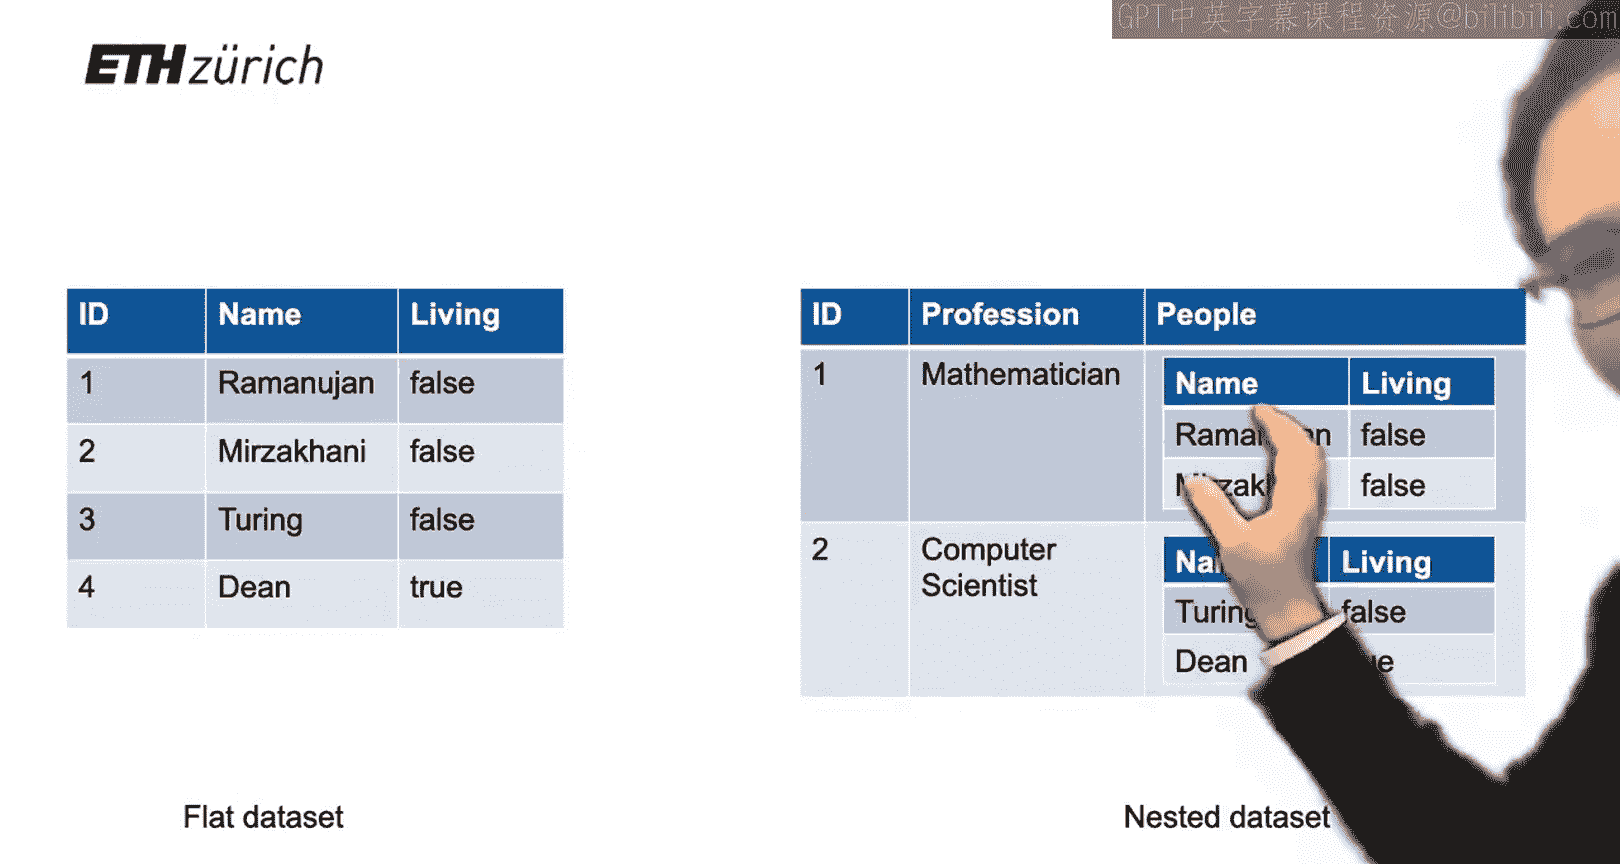 GPT中英字幕课程资源@bilibili.com
ETH zürich
ID Name Living
1 Ramanujan false
2 Mirzakhani false
3 Turing false
4 Dean true
Flat dataset
ID Profession People
1 Mathematician
Name Living
false
false
2 Computer
Scientist
Living
Turing false
Dean
Nested dataset